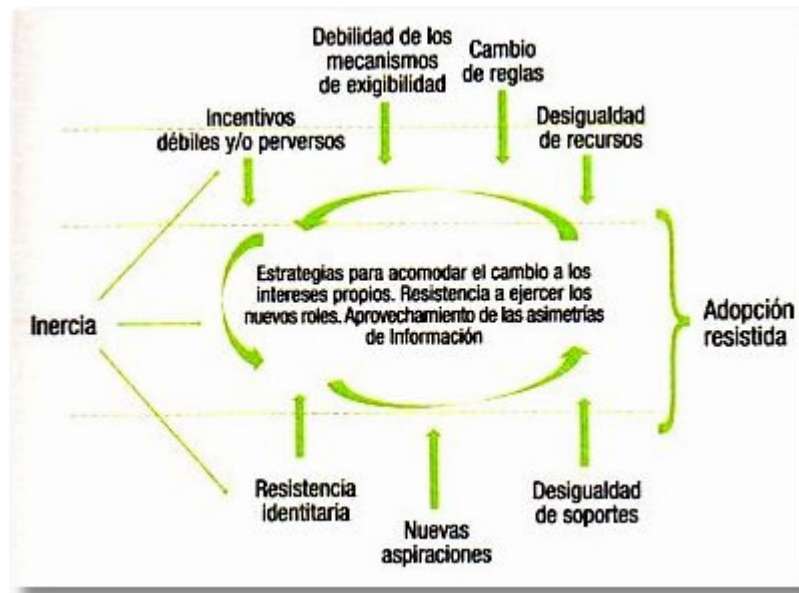 Debilidad de los
mecanismos
de exigibilidad
Cambio
de reglas
Incentivos
débiles y/o perversos
Desigualdad
de recursos
Estrategias para acomodar el cambio a los
intereses propios. Resistencia a ejercer los
nuevos roles. Aprovechamiento de las asimetrías
de Información
Inercia
Adopción
resistida
Resistencia
identitaria
Nuevas
aspiraciones
Desigualdad
de soportes